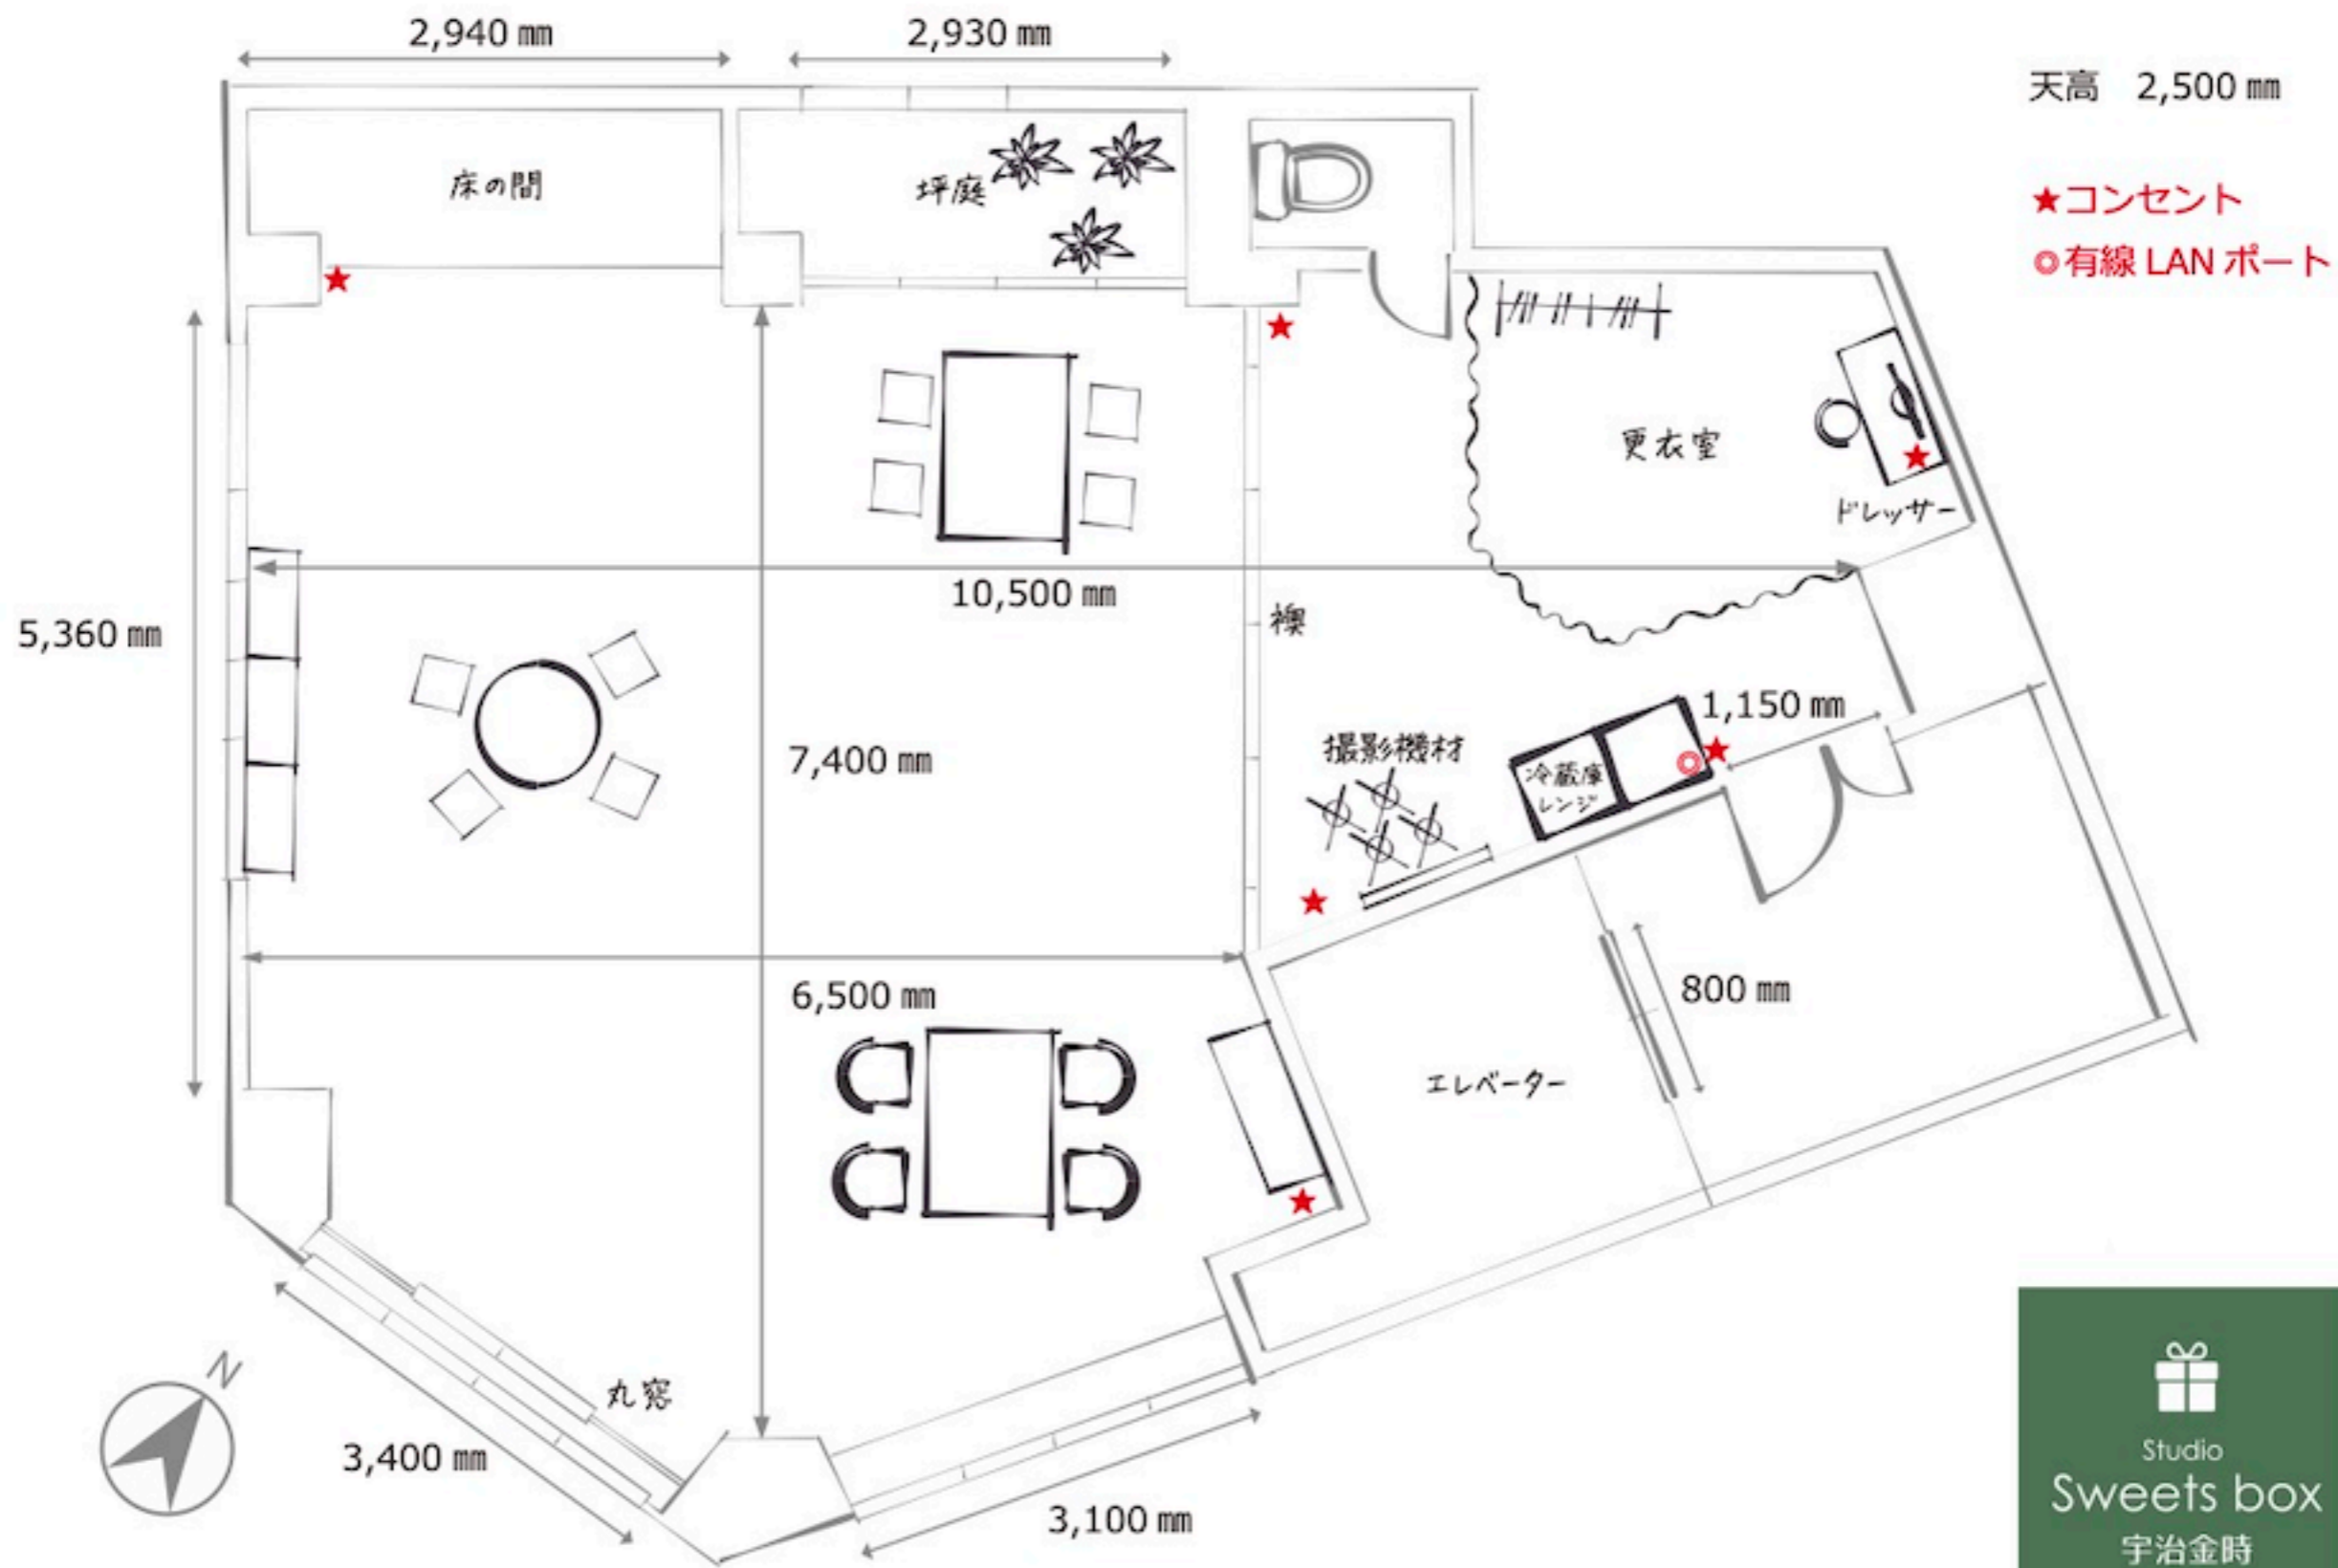 2,940 ㎜
2,930 ㎜
天高 2,500 ㎜
★コンセント
◎有線 LAN ポート
床の間
坪庭
更衣室
ドレッサー
10,500 ㎜
襖
5,360 ㎜
7,400 ㎜
撮影機材
冷蔵庫
レンジ
1,150 ㎜
6,500 ㎜
800 ㎜
エレベーター
N
丸窓
3,400 ㎜
3,100 ㎜
Studio
Sweets box
宇治金時